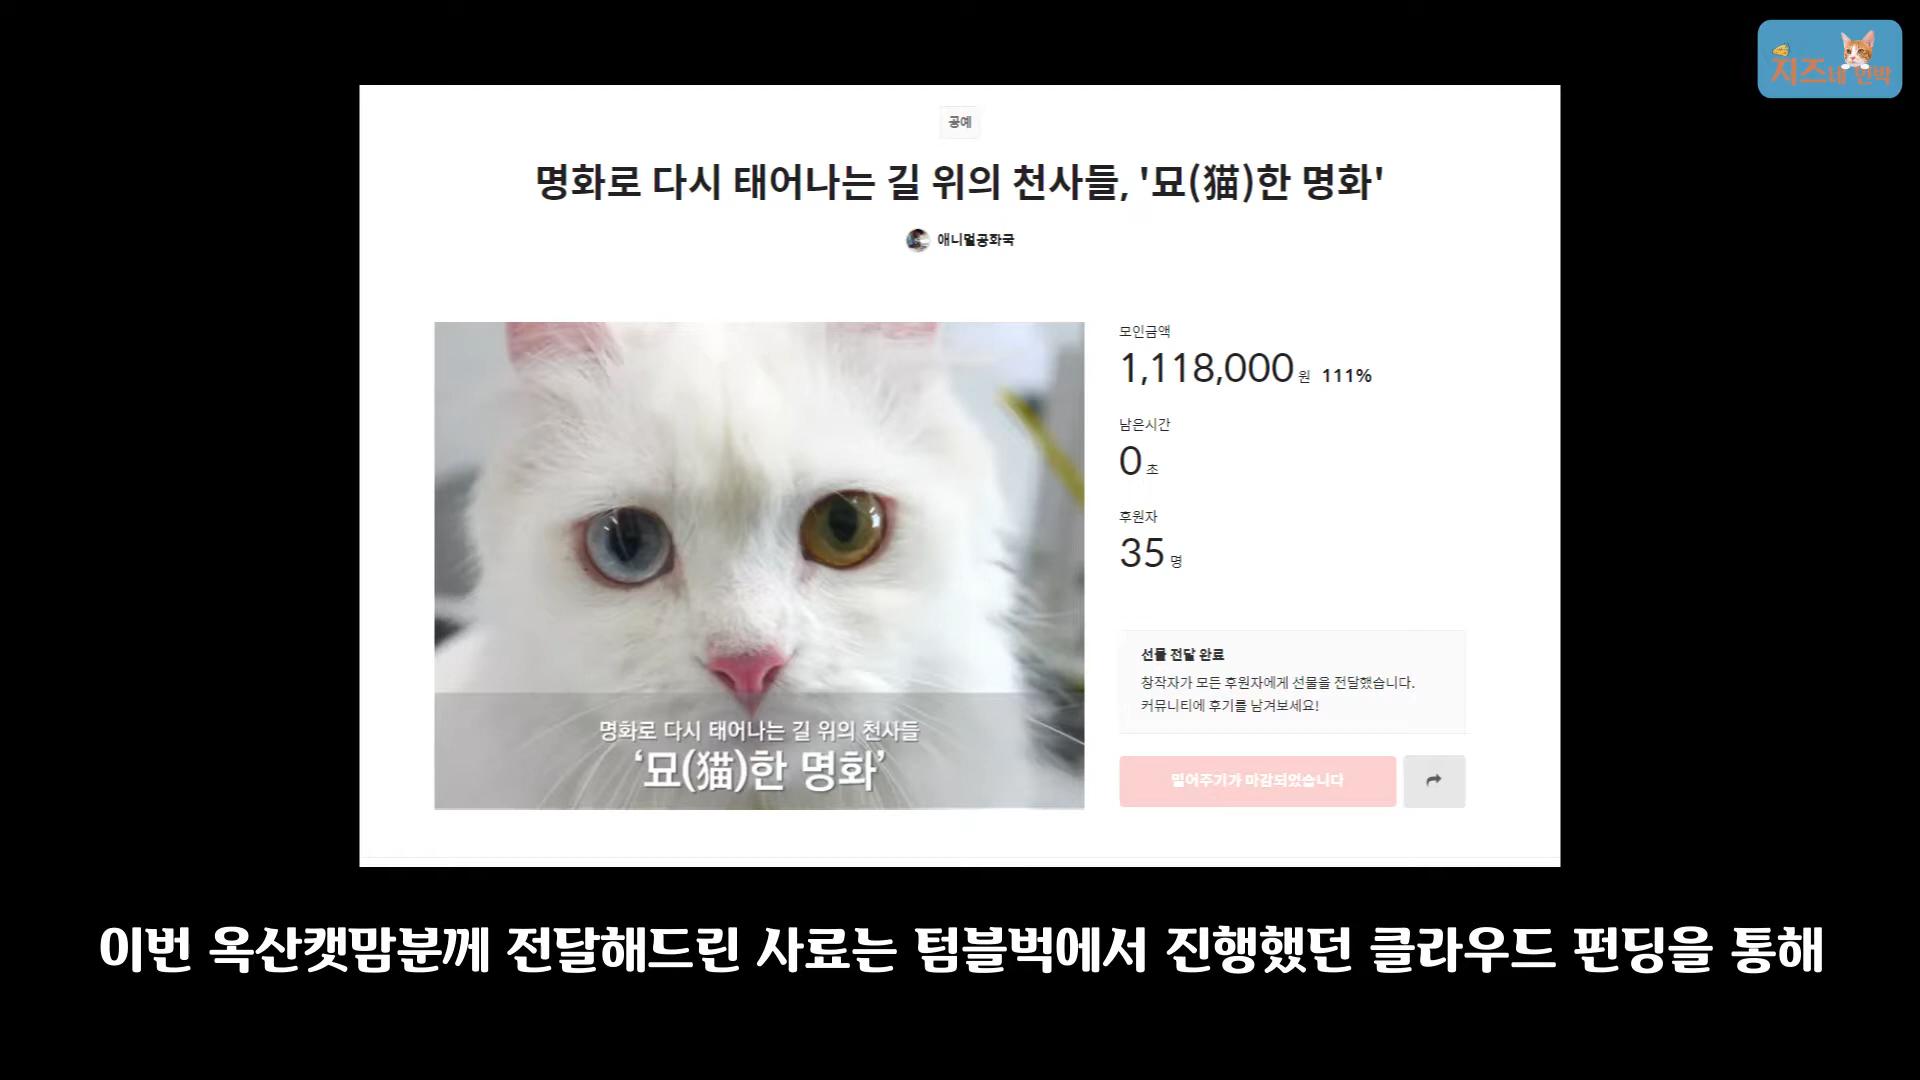 치즈네 민박
공예
명화로 다시 태어나는 길 위의 천사들, '묘(猫)한 명화'
애니멀공화국
모인금액
1,118,000원 111%
남은시간
0초
후원자
35명
선물 전달 완료
창작자가 모든 후원자에게 선물을 전달했습니다.
커뮤니티에 후기를 남겨보세요!
밀어주기가 마감되었습니다
명화로 다시 태어나는 길 위의 천사들
‘묘(猫)한 명화’
이번 옥산캣맘분께 전달해드린 사료는 텀블벅에서 진행했던 클라우드 펀딩을 통해